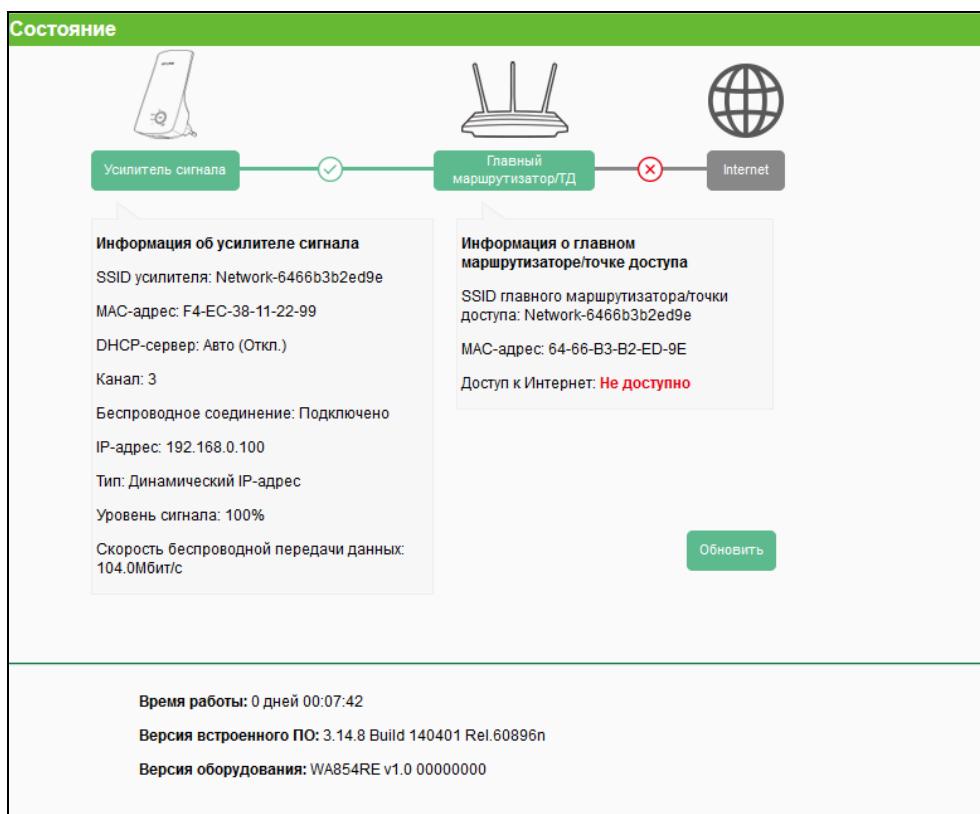 Состояние
Усилитель сигнала
Главный
маршрутизатор/ТД
Internet
Информация об усилителе сигнала
SSID усилителя: Network-6466b3b2ed9e
MAC-адрес: F4-EC-38-11-22-99
DHCP-сервер: Авто (Откл.)
Канал: 3
Беспроводное соединение: Подключено
IP-адрес: 192.168.0.100
Тип: Динамический IP-адрес
Уровень сигнала: 100%
Скорость беспроводной передачи данных:
104.0Мбит/с
Информация о главном
маршрутизаторе/точке доступа
SSID главного маршрутизатора/точки
доступа: Network-6466b3b2ed9e
MAC-адрес: 64-66-B3-B2-ED-9E
Доступ к Интернет: Не доступно
Обновить
Время работы: 0 дней 00:07:42
Версия встроенного ПО: 3.14.8 Build 140401 Rel.60896n
Версия оборудования: WA854RE v1.0 00000000